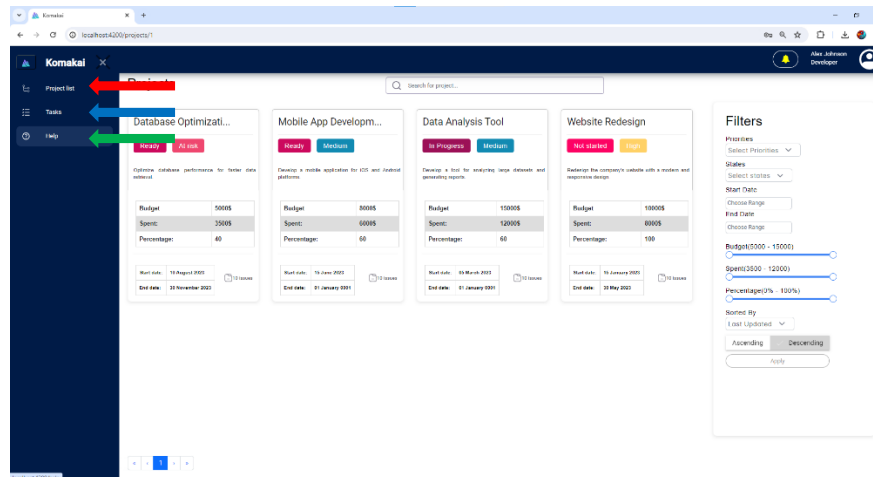 Komakai
localhost:4200/projects/1
Komakai
Alex Johnson
Developer
Project list
Tasks
Help
Project
Search for project...
Database Optimizati...
Ready At risk
Optimize database performance for faster data
retrieval.
Budget 5000$
Spent: 3500$
Percentage: 40
Start date: 15 August 2023
End date: 30 November 2023
10 Issues
Mobile App Developm...
Ready Medium
Develop a mobile application for iOS and Android
platforms.
Budget 8000$
Spent: 6000$
Percentage: 60
Start date: 15 June 2023
End date: 01 January 0001
10 Issues
Data Analysis Tool
In Progress Medium
Develop a tool for analyzing large datasets and
generating reports.
Budget 15000$
Spent: 12000$
Percentage: 60
Start date: 05 March 2023
End date: 01 January 0001
10 Issues
Website Redesign
Not started High
Redesign the company's website with a modern and
responsive design
Budget 10000$
Spent: 8000$
Percentage: 100
Start date: 15 January 2023
End date: 30 May 2023
10 Issues
Filters
Priorities
Select Priorities
States
Select states
Start Date
Choose Range
End Date
Choose Range
Budget(5000 - 15000)
Spent(3500 - 12000)
Percentage(0% - 100%)
Sorted By
Last Updated
Ascending Descending
Apply
« ‹ 1 › »